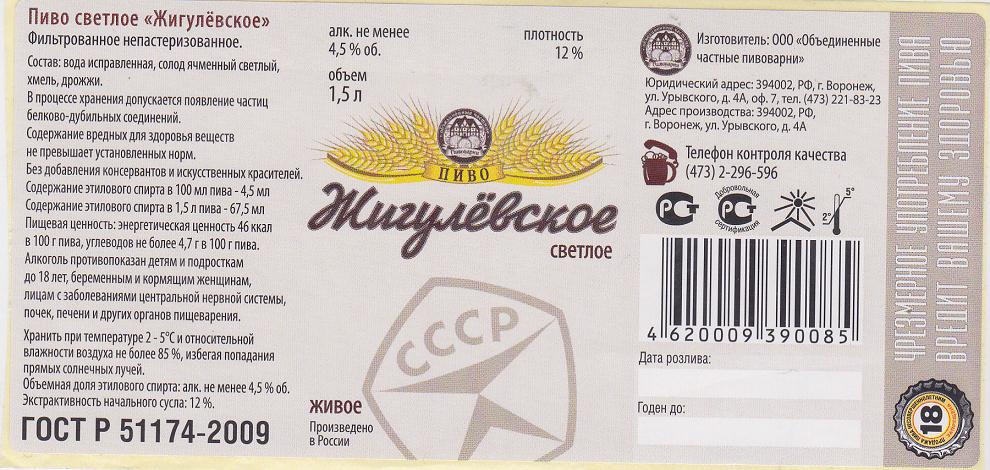 Пиво светлое «Жигулёвское»
Фильтрованное непастеризованное.
Состав: вода исправленная, солод ячменный светлый,
хмель, дрожжи.
В процессе хранения допускается появление частиц
белково-дубильных соединений.
Содержание вредных для здоровья веществ
не превышает установленных норм.
Без добавления консервантов и искусственных красителей.
Содержание этилового спирта в 100 мл пива - 4,5 мл
Содержание этилового спирта в 1,5 л пива - 67,5 мл
Пищевая ценность: энергетическая ценность 46 ккал
в 100 г пива, углеводов не более 4,7 г в 100 г пива.
Алкоголь противопоказан детям и подросткам
до 18 лет, беременным и кормящим женщинам,
лицам с заболеваниями центральной нервной системы,
почек, печени и других органов пищеварения.
Хранить при температуре 2 - 5°С и относительной
влажности воздуха не более 85 %, избегая попадания
прямых солнечных лучей.
Объемная доля этилового спирта: алк. не менее 4,5 % об.
Экстрактивность начального сусла: 12 %.
ГОСТ Р 51174-2009
алк. не менее
4,5 % об.
плотность
12 %
объем
1,5 л
ПИВО
Жигулёвское
светлое
СССР
ЖИВОЕ
Произведено
в России
Изготовитель: ООО «Объединенные
частные пивоварни»
Юридический адрес: 394002, РФ, г. Воронеж,
ул. Урывского, д. 4А, оф. 7, тел. (473) 221-83-23
Адрес производства: 394002, РФ,
г. Воронеж, ул. Урывского, д. 4А
Телефон контроля качества
(473) 2-296-596
РСТ
Добровольная
РСТ
сертификация
5°
2°
4 620009 390085
Дата розлива:
Годен до:
ЧРЕЗМЕРНОЕ УПОТРЕБЛЕНИЕ ПИВА
ВРЕДИТ ВАШЕМУ ЗДОРОВЬЮ
18